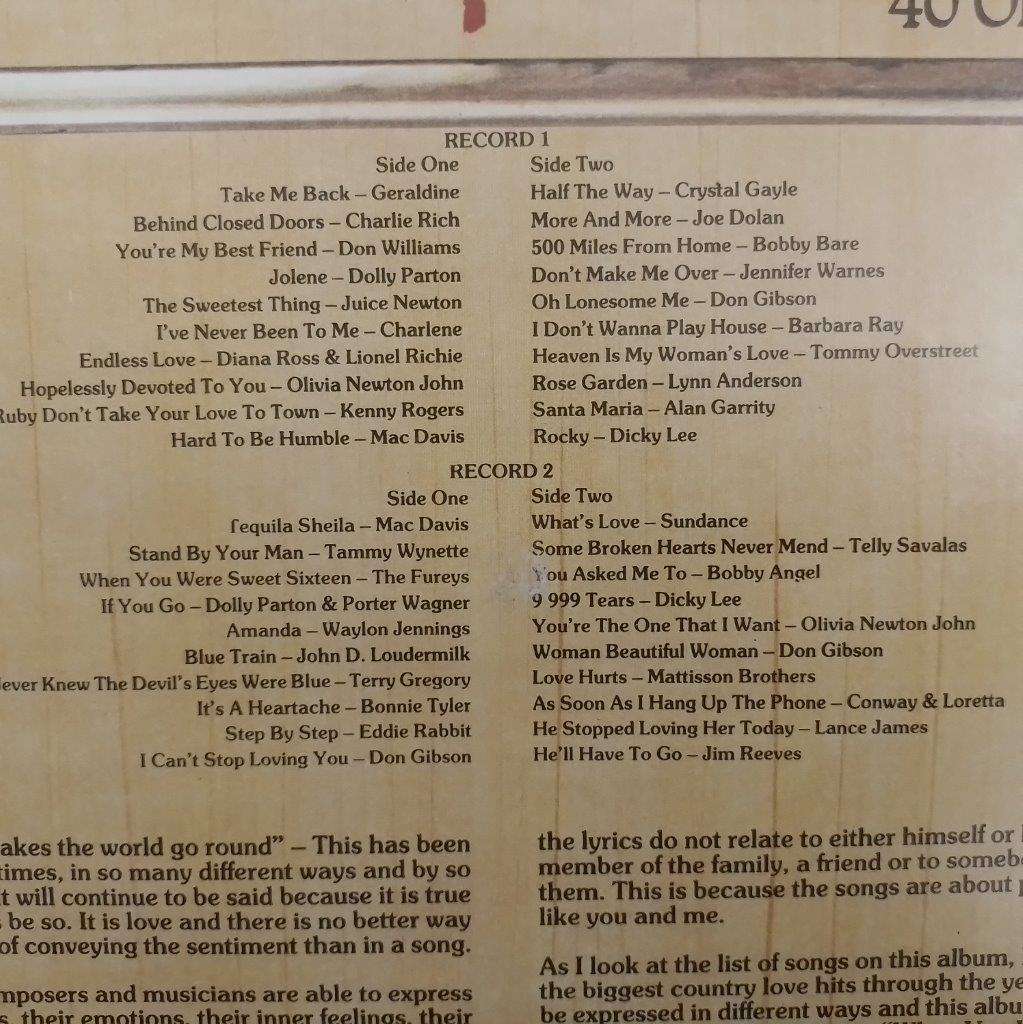 40
RECORD 1
Side One
Take Me Back – Geraldine
Behind Closed Doors – Charlie Rich
You're My Best Friend – Don Williams
Jolene – Dolly Parton
The Sweetest Thing – Juice Newton
I've Never Been To Me – Charlene
Endless Love – Diana Ross & Lionel Richie
Hopelessly Devoted To You – Olivia Newton John
Ruby Don't Take Your Love To Town – Kenny Rogers
Hard To Be Humble – Mac Davis
Side Two
Half The Way – Crystal Gayle
More And More – Joe Dolan
500 Miles From Home – Bobby Bare
Don't Make Me Over – Jennifer Warnes
Oh Lonesome Me – Don Gibson
I Don't Wanna Play House – Barbara Ray
Heaven Is My Woman's Love – Tommy Overstreet
Rose Garden – Lynn Anderson
Santa Maria – Alan Garrity
Rocky – Dicky Lee
RECORD 2
Side One
Tequila Sheila – Mac Davis
Stand By Your Man – Tammy Wynette
When You Were Sweet Sixteen – The Fureys
If You Go – Dolly Parton & Porter Wagner
Amanda – Waylon Jennings
Blue Train – John D. Loudermilk
Never Knew The Devil's Eyes Were Blue – Terry Gregory
It's A Heartache – Bonnie Tyler
Step By Step – Eddie Rabbit
I Can't Stop Loving You – Don Gibson
Side Two
What's Love – Sundance
Some Broken Hearts Never Mend – Telly Savalas
You Asked Me To – Bobby Angel
9 999 Tears – Dicky Lee
You're The One That I Want – Olivia Newton John
Woman Beautiful Woman – Don Gibson
Love Hurts – Mattisson Brothers
As Soon As I Hang Up The Phone – Conway & Loretta
He Stopped Loving Her Today – Lance James
He'll Have To Go – Jim Reeves
akes the world go round” – This has been
times, in so many different ways and by so
t will continue to be said because it is true
be so. It is love and there is no better way
of conveying the sentiment than in a song.
mposers and musicians are able to express
their emotions, their inner feelings, their
the lyrics do not relate to either himself or
member of the family, a friend or to someb
them. This is because the songs are about
like you and me.
As I look at the list of songs on this album,
the biggest country love hits through the ye
be expressed in different ways and this albu